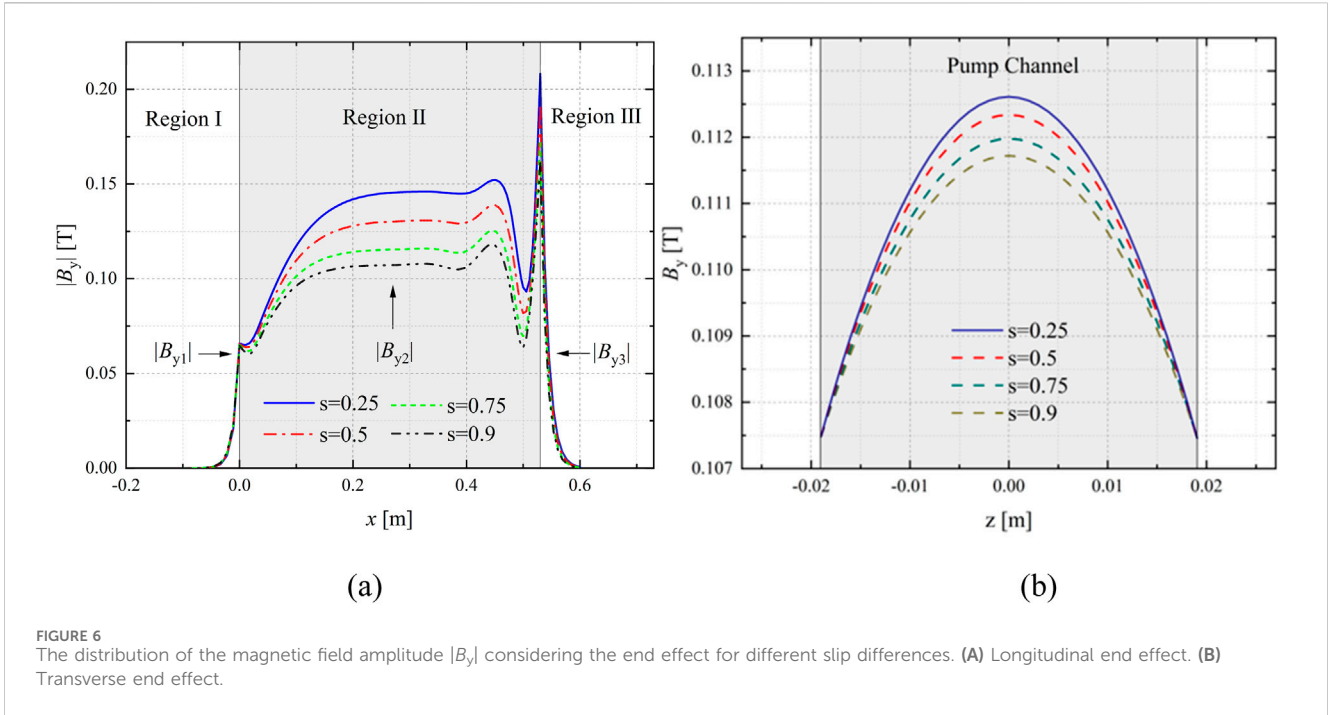 Region I
Region II
Region III
|By1|
|By2|
|By3|
s=0.25
s=0.75
s=0.5
s=0.9
0.20
0.15
0.10
0.05
0.00
|By| [T]
-0.2
0.0
0.2
0.4
0.6
x [m]
(a)
Pump Channel
s=0.25
s=0.5
s=0.75
s=0.9
0.113
0.112
0.111
0.110
0.109
0.108
0.107
By [T]
-0.02
-0.01
0.00
0.01
0.02
z [m]
(b)
FIGURE 6
The distribution of the magnetic field amplitude |By| considering the end effect for different slip differences. (A) Longitudinal end effect. (B)
Transverse end effect.